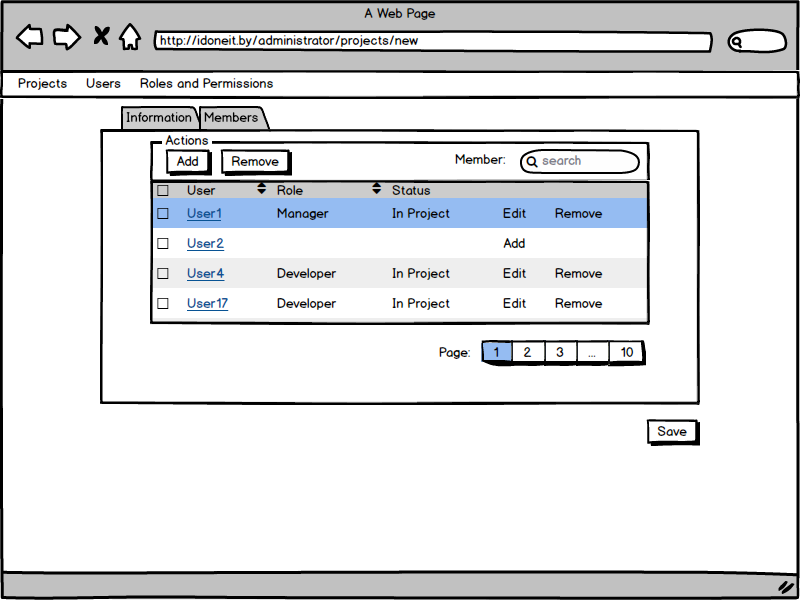 A Web Page
http://idoneit.by/administrator/projects/new
Projects Users Roles and Permissions
Information Members
Actions
Add Remove Member: search
User Role Status
User1 Manager In Project Edit Remove
User2 Add
User4 Developer In Project Edit Remove
User17 Developer In Project Edit Remove
Page: 1 2 3 ... 10
Save